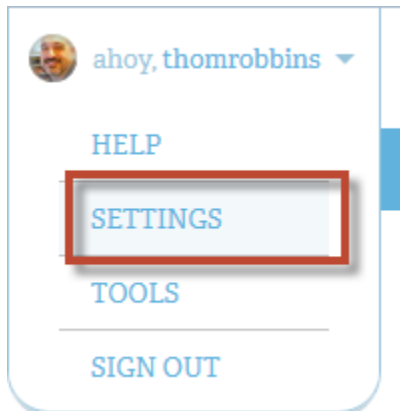 ahoy, thomrobbins
HELP
SETTINGS
TOOLS
SIGN OUT